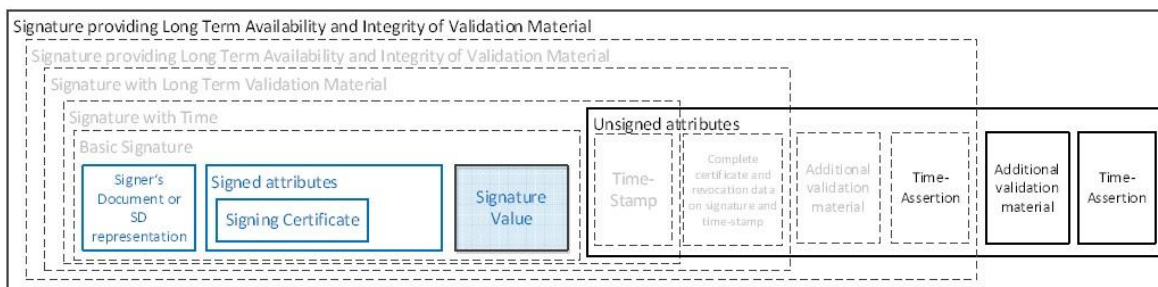 Signature providing Long Term Availability and Integrity of Validation Material
Signature providing Long Term Availability and Integrity of Validation Material
Signature with Long Term Validation Material
Signature with Time
Basic Signature
Signer's
Document or
SD
representation
Signed attributes
Signing Certificate
Signature
Value
Unsigned attributes
Time-
Stamp
Complete
certificate and
revocation data
on signature and
time-stamp
Additional
validation
material
Time-
Assertion
Additional
validation
material
Time-
Assertion